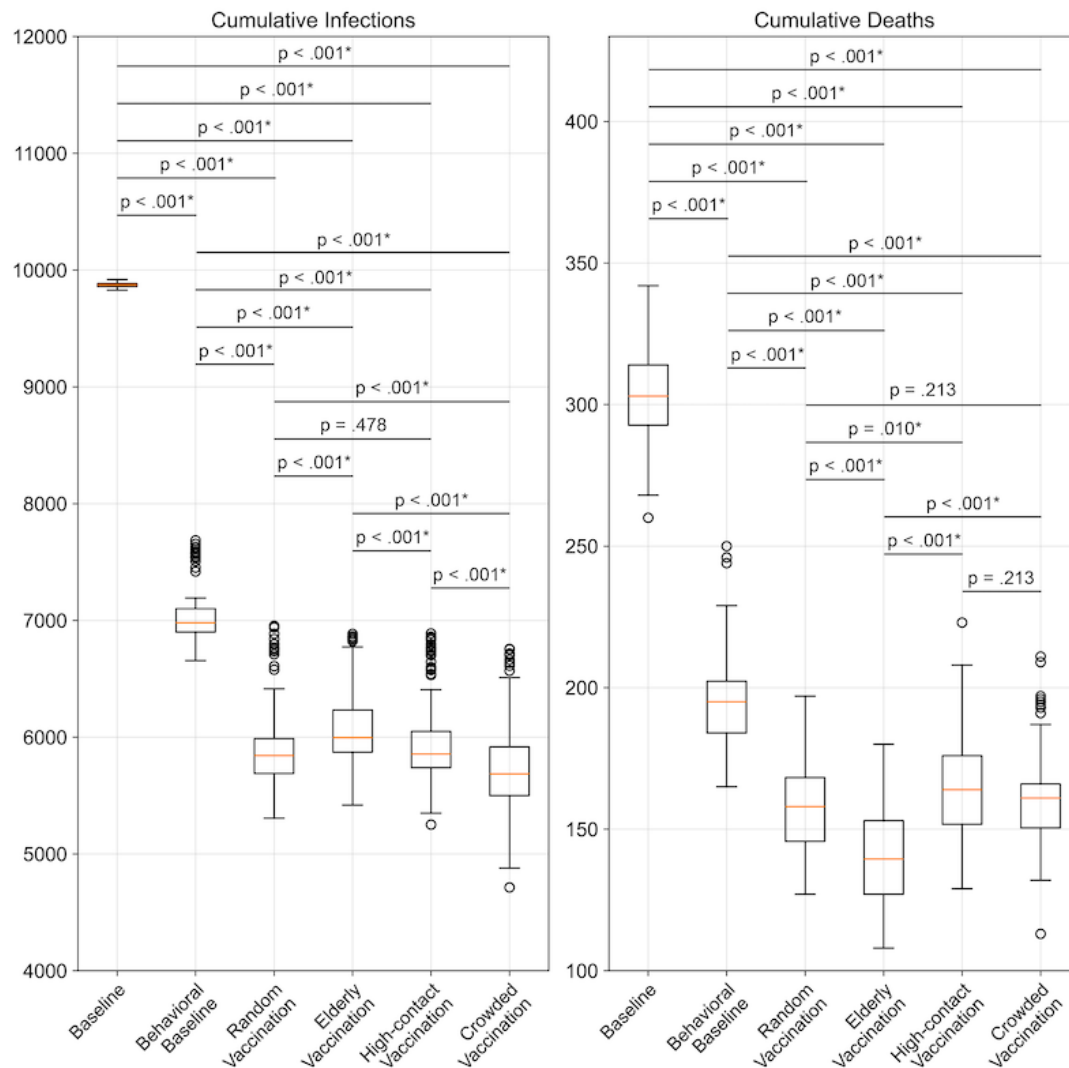 Cumulative Infections
12000
11000
10000
9000
8000
7000
6000
5000
4000
p < .001*
p < .001*
p < .001*
p < .001*
p < .001*
p < .001*
p < .001*
p < .001*
p < .001*
p < .001*
p = .478
p < .001*
p < .001*
p < .001*
p < .001*
Baseline
Behavioral
Baseline
Random
Vaccination
Elderly
Vaccination
High-contact
Vaccination
Crowded
Vaccination
Cumulative Deaths
400
350
300
250
200
150
100
p < .001*
p < .001*
p < .001*
p < .001*
p < .001*
p < .001*
p < .001*
p < .001*
p < .001*
p = .213
p = .010*
p < .001*
p < .001*
p < .001*
p = .213
Baseline
Behavioral
Baseline
Random
Vaccination
Elderly
Vaccination
High-contact
Vaccination
Crowded
Vaccination